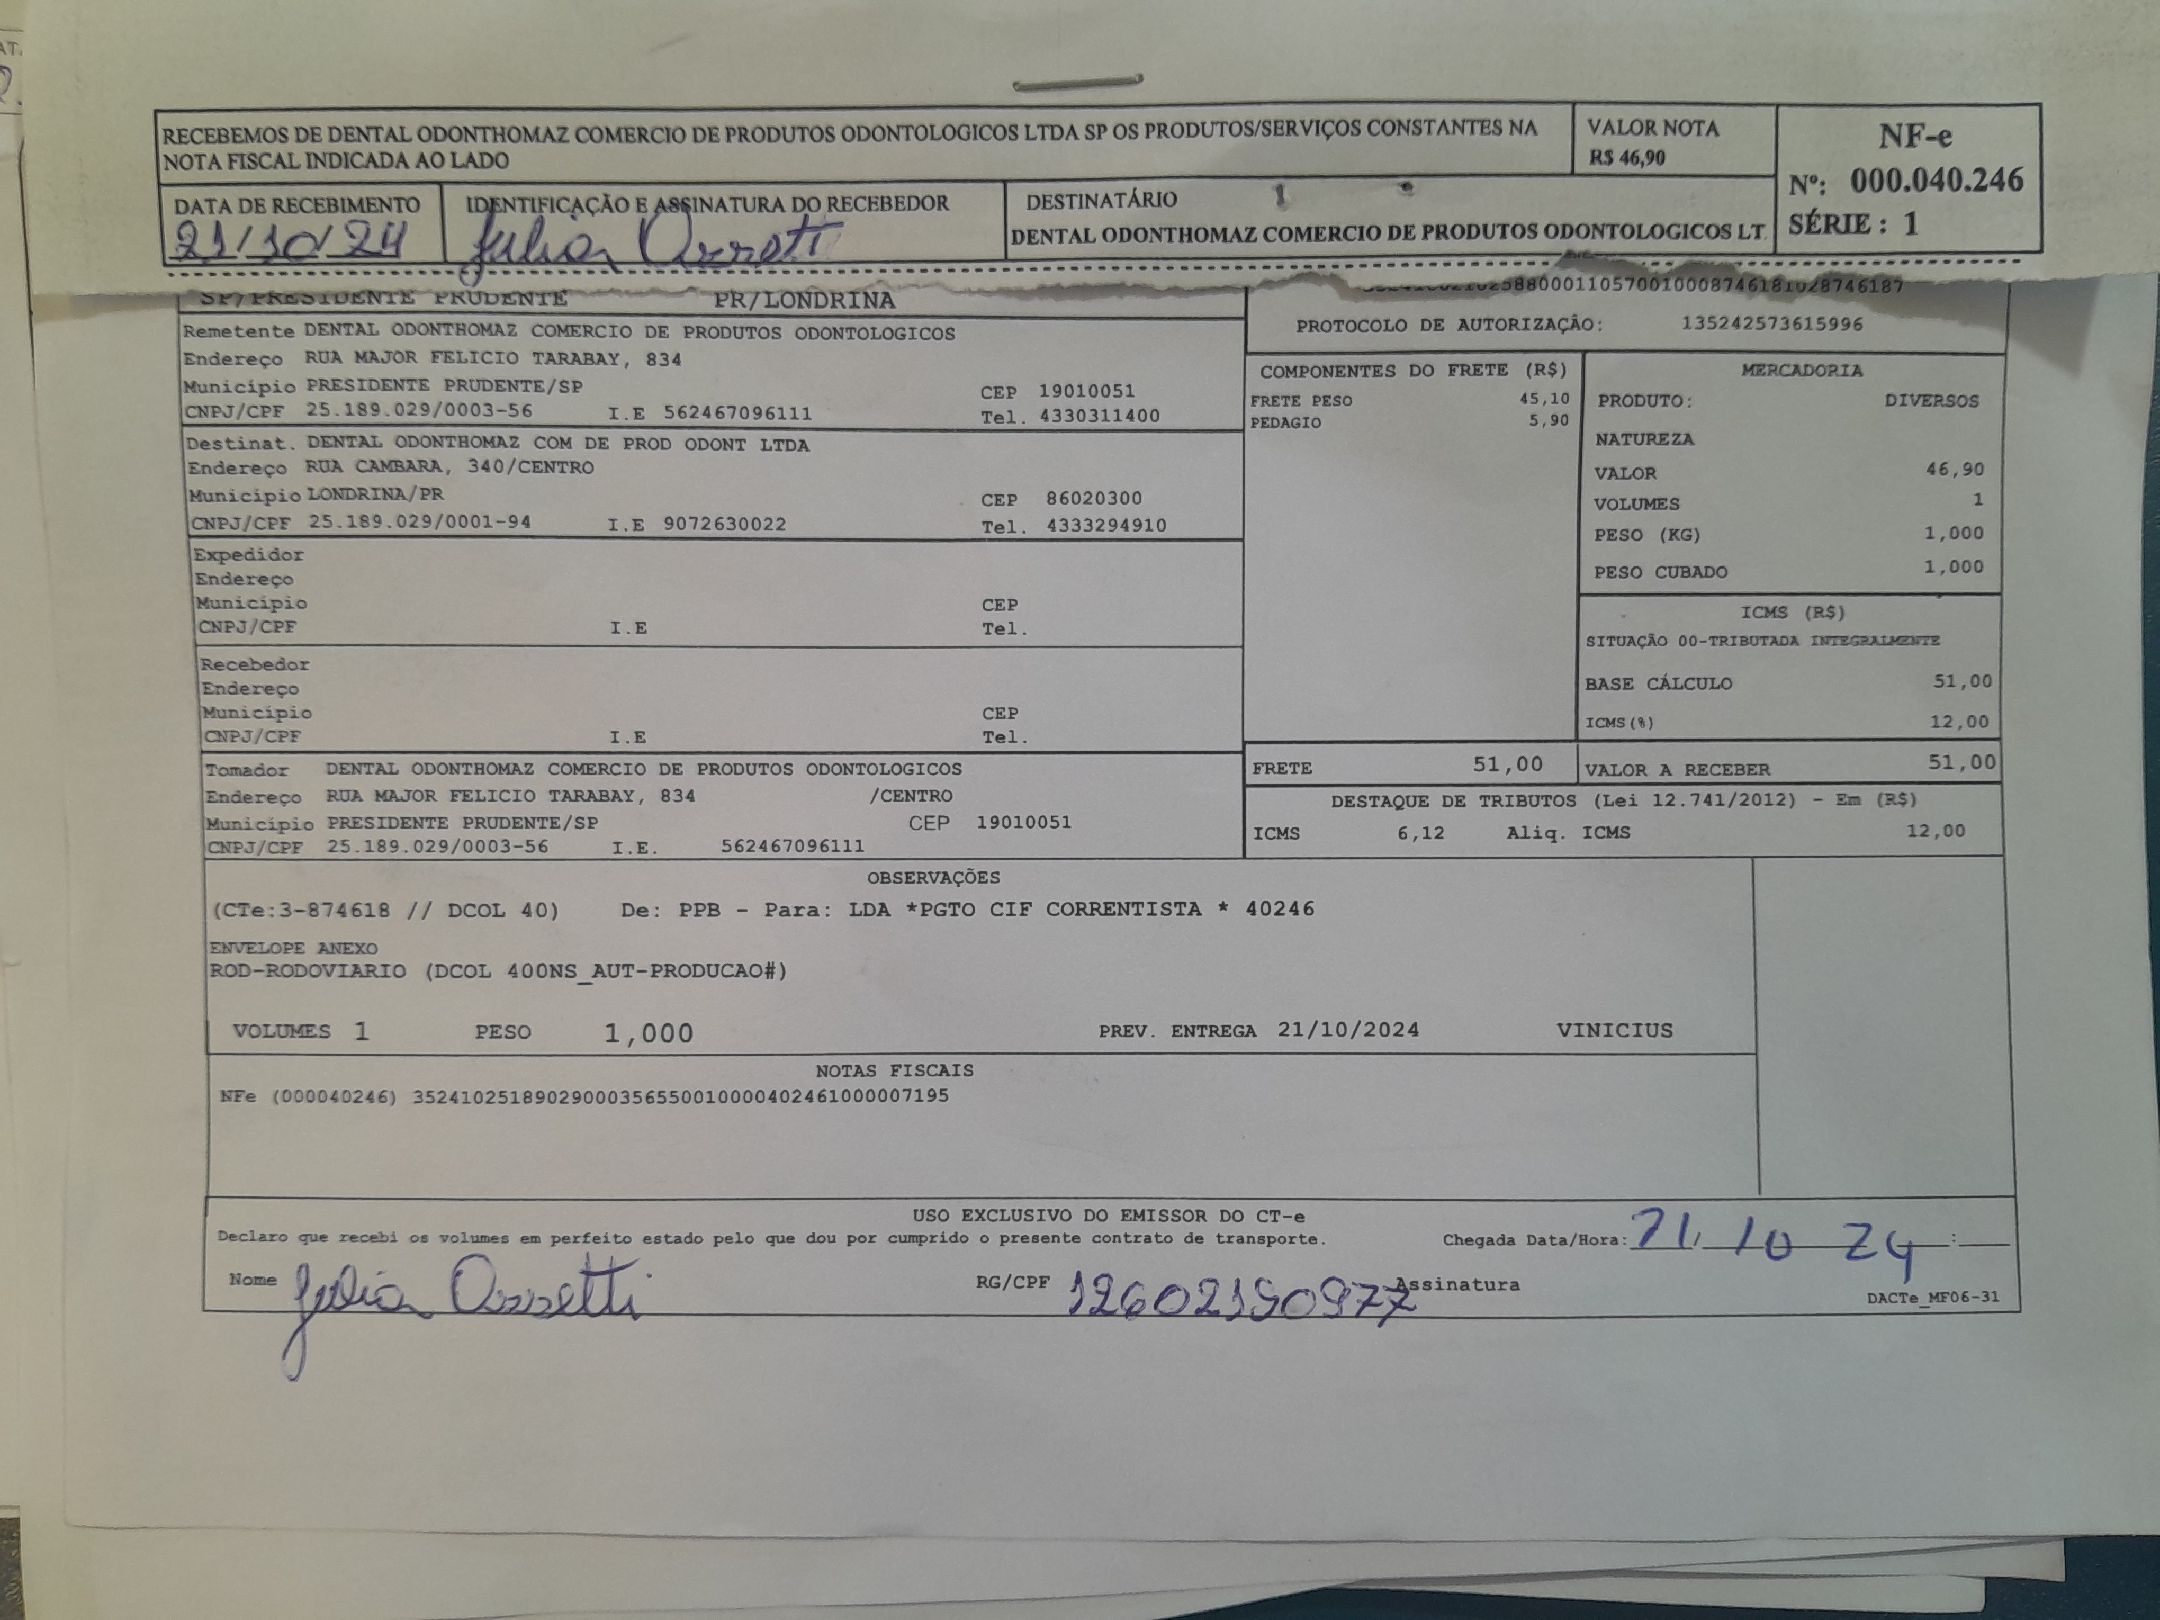 RECEBEMOS DE DENTAL ODONTHOMAZ COMERCIO DE PRODUTOS ODONTOLOGICOS LTDA SP OS PRODUTOS/SERVIÇOS CONSTANTES NA
NOTA FISCAL INDICADA AO LADO
VALOR NOTA
R$ 46,90
NF-e
Nº: 000.040.246
SÉRIE : 1
DATA DE RECEBIMENTO
21/10/24
IDENTIFICAÇÃO E ASSINATURA DO RECEBEDOR
Julia Ozzetti
DESTINATÁRIO
DENTAL ODONTHOMAZ COMERCIO DE PRODUTOS ODONTOLOGICOS LT
SP/PRESIDENTE PRUDENTE PR/LONDRINA
Remetente DENTAL ODONTHOMAZ COMERCIO DE PRODUTOS ODONTOLOGICOS
Endereço RUA MAJOR FELICIO TARABAY, 834
Município PRESIDENTE PRUDENTE/SP CEP 19010051
CNPJ/CPF 25.189.029/0003-56 I.E 562467096111 Tel. 4330311400
Destinat. DENTAL ODONTHOMAZ COM DE PROD ODONT LTDA
Endereço RUA CAMBARA, 340/CENTRO
Município LONDRINA/PR CEP 86020300
CNPJ/CPF 25.189.029/0001-94 I.E 9072630022 Tel. 4333294910
Expedidor
Endereço
Município CEP
CNPJ/CPF I.E Tel.
Recebedor
Endereço
Município CEP
CNPJ/CPF I.E Tel.
Tomador DENTAL ODONTHOMAZ COMERCIO DE PRODUTOS ODONTOLOGICOS
Endereço RUA MAJOR FELICIO TARABAY, 834 /CENTRO
Município PRESIDENTE PRUDENTE/SP CEP 19010051
CNPJ/CPF 25.189.029/0003-56 I.E. 562467096111
PROTOCOLO DE AUTORIZAÇÃO: 135242573615996
COMPONENTES DO FRETE (R$)
FRETE PESO 45,10
PEDAGIO 5,90
MERCADORIA
PRODUTO: DIVERSOS
NATUREZA
VALOR 46,90
VOLUMES 1
PESO (KG) 1,000
PESO CUBADO 1,000
ICMS (R$)
SITUAÇÃO 00-TRIBUTADA INTEGRALMENTE
BASE CÁLCULO 51,00
ICMS(%) 12,00
FRETE 51,00 VALOR A RECEBER 51,00
DESTAQUE DE TRIBUTOS (Lei 12.741/2012) - Em (R$)
ICMS 6,12 Aliq. ICMS 12,00
OBSERVAÇÕES
(CTe:3-874618 // DCOL 40) De: PPB - Para: LDA *PGTO CIF CORRENTISTA * 40246
ENVELOPE ANEXO
ROD-RODOVIARIO (DCOL 400NS_AUT-PRODUCAO#)
VOLUMES 1 PESO 1,000 PREV. ENTREGA 21/10/2024 VINICIUS
NOTAS FISCAIS
NFe (000040246) 35241025189029000356550010000402461000007195
USO EXCLUSIVO DO EMISSOR DO CT-e
Declaro que recebi os volumes em perfeito estado pelo que dou por cumprido o presente contrato de transporte. Chegada Data/Hora: 21/10 24 :
Nome Julia Ozzetti RG/CPF 12602190977 Assinatura
DACTe_MF06-31